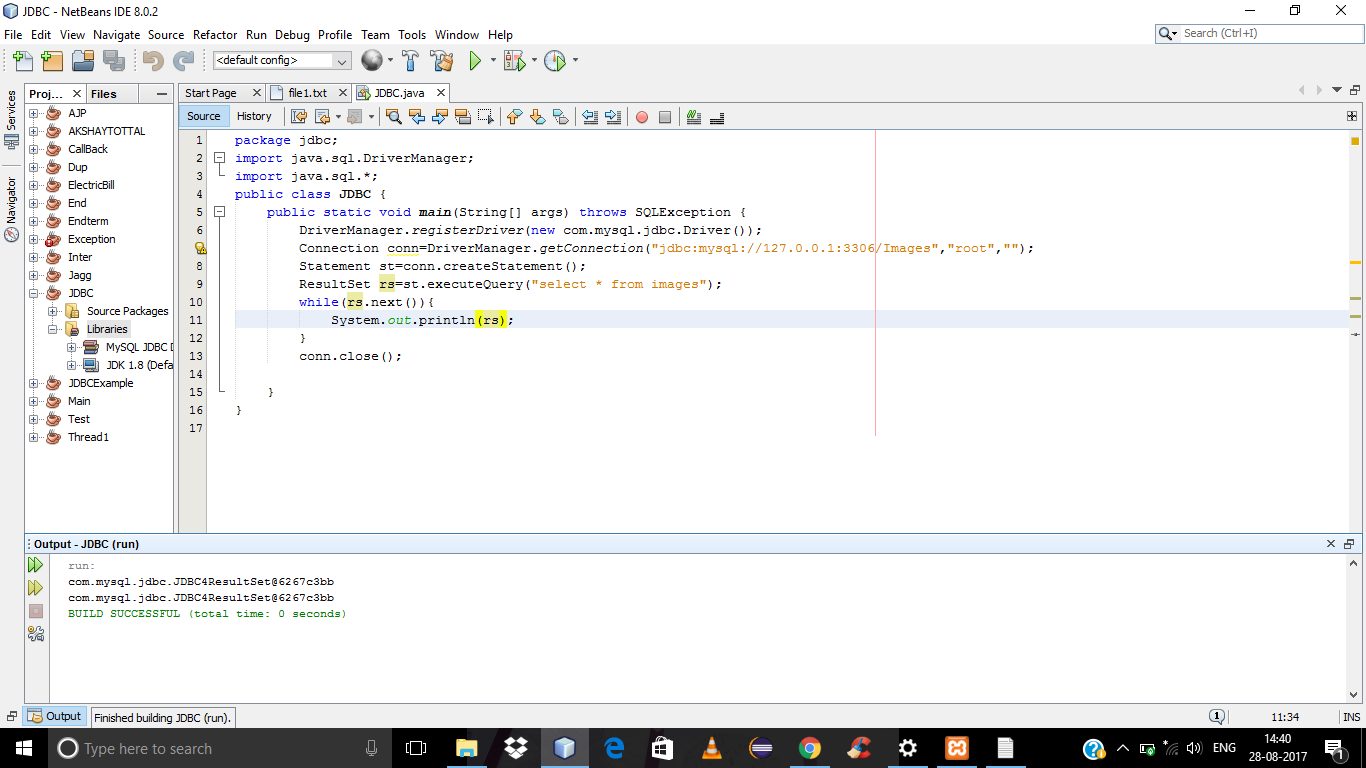 JDBC - NetBeans IDE 8.0.2
File Edit View Navigate Source Refactor Run Debug Profile Team Tools Window Help
Search (Ctrl+I)
<default config>
Services
Navigator
Proj... Files
AJP
AKSHAYTOTTAL
CallBack
Dup
ElectricBill
End
Endterm
Exception
Inter
Jagg
JDBC
Source Packages
Libraries
MySQL JDBC D
JDK 1.8 (Defa
JDBCExample
Main
Test
Thread1
Start Page file1.txt JDBC.java
Source History
1 package jdbc;
2 import java.sql.DriverManager;
3 import java.sql.*;
4 public class JDBC {
5 public static void main(String[] args) throws SQLException {
6 DriverManager.registerDriver(new com.mysql.jdbc.Driver());
Connection conn=DriverManager.getConnection("jdbc:mysql://127.0.0.1:3306/Images","root","");
8 Statement st=conn.createStatement();
9 ResultSet rs=st.executeQuery("select * from images");
10 while(rs.next()){
11 System.out.println(rs);
12 }
13 conn.close();
14
15 }
16 }
17
Output - JDBC (run)
run:
com.mysql.jdbc.JDBC4ResultSet@6267c3bb
com.mysql.jdbc.JDBC4ResultSet@6267c3bb
BUILD SUCCESSFUL (total time: 0 seconds)
Output Finished building JDBC (run). 1 11:34 INS
Type here to search ENG 14:40
28-08-2017 1